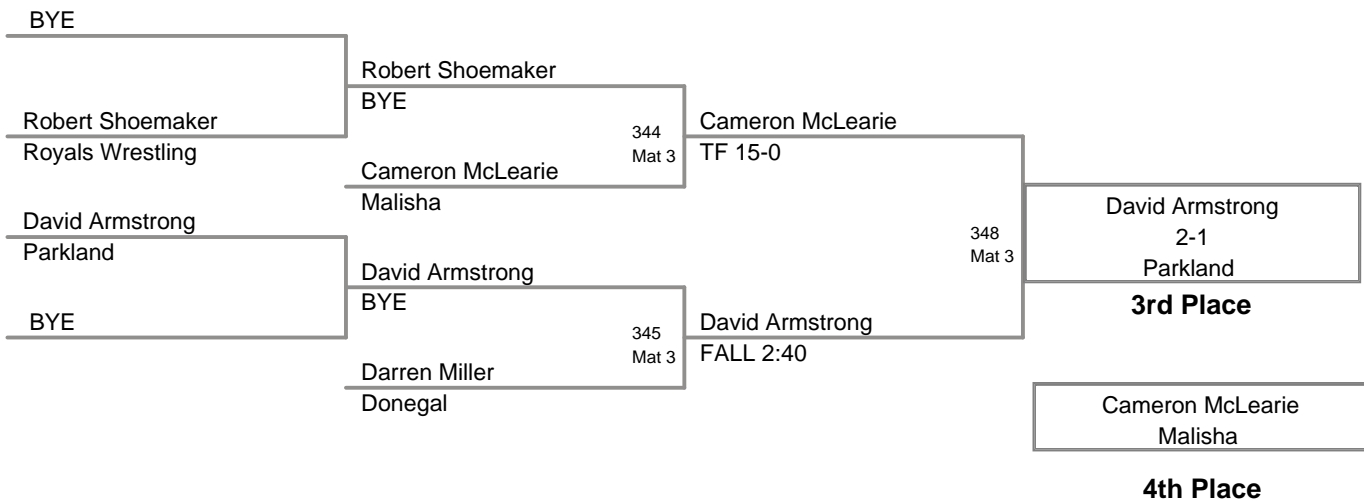 BYE
Robert Shoemaker
Royals Wrestling
David Armstrong
Parkland
BYE
Robert Shoemaker
BYE
344
Mat 3
Cameron McLearie
Malisha
David Armstrong
BYE
345
Mat 3
Darren Miller
Donegal
Cameron McLearie
TF 15-0
348
Mat 3
David Armstrong
FALL 2:40
David Armstrong
2-1
Parkland
3rd Place
Cameron McLearie
Malisha
4th Place